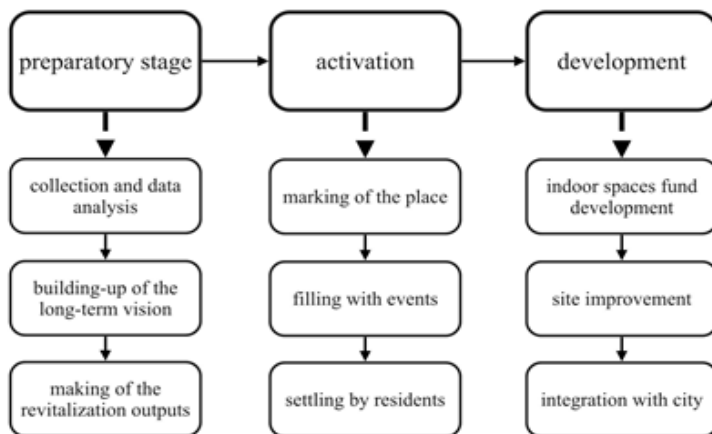 preparatory stage
activation
development
collection and data
analysis
marking of the place
indoor spaces fund
development
building-up of the
long-term vision
filling with events
site improvement
making of the
revitalization outputs
settling by residents
integration with city